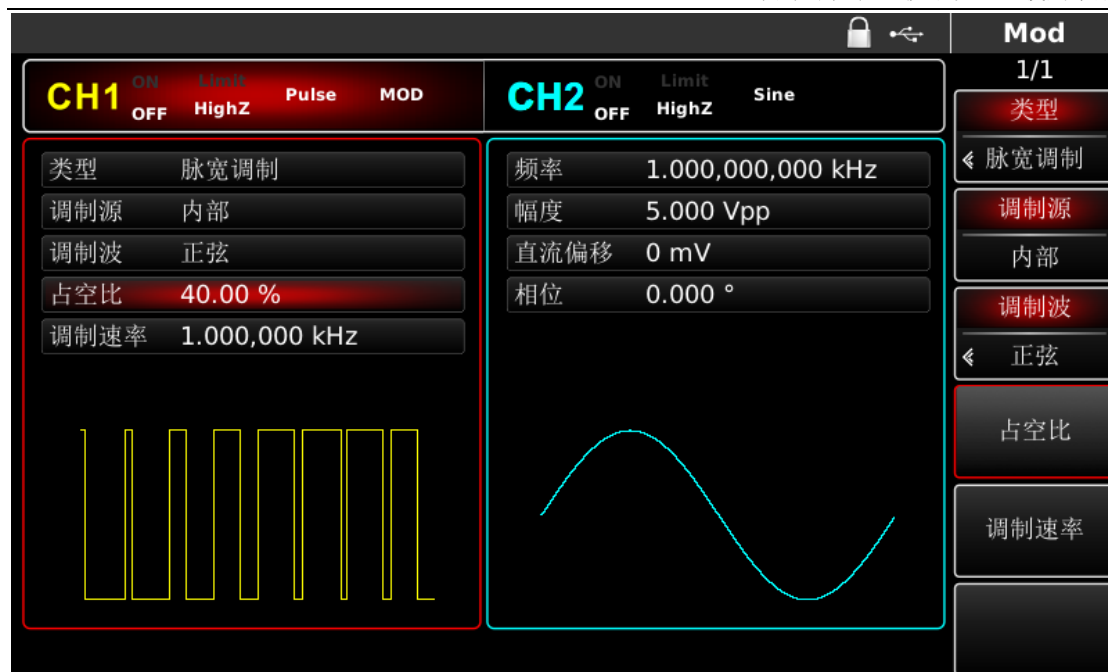 Mod
1/1
CH1 ON OFF Limit HighZ Pulse MOD
CH2 ON OFF Limit HighZ Sine
类型 脉宽调制
调制源 内部
调制波 正弦
占空比 40.00 %
调制速率 1.000,000 kHz
频率 1.000,000,000 kHz
幅度 5.000 Vpp
直流偏移 0 mV
相位 0.000 °
类型
脉宽调制
调制源
内部
调制波
正弦
占空比
调制速率